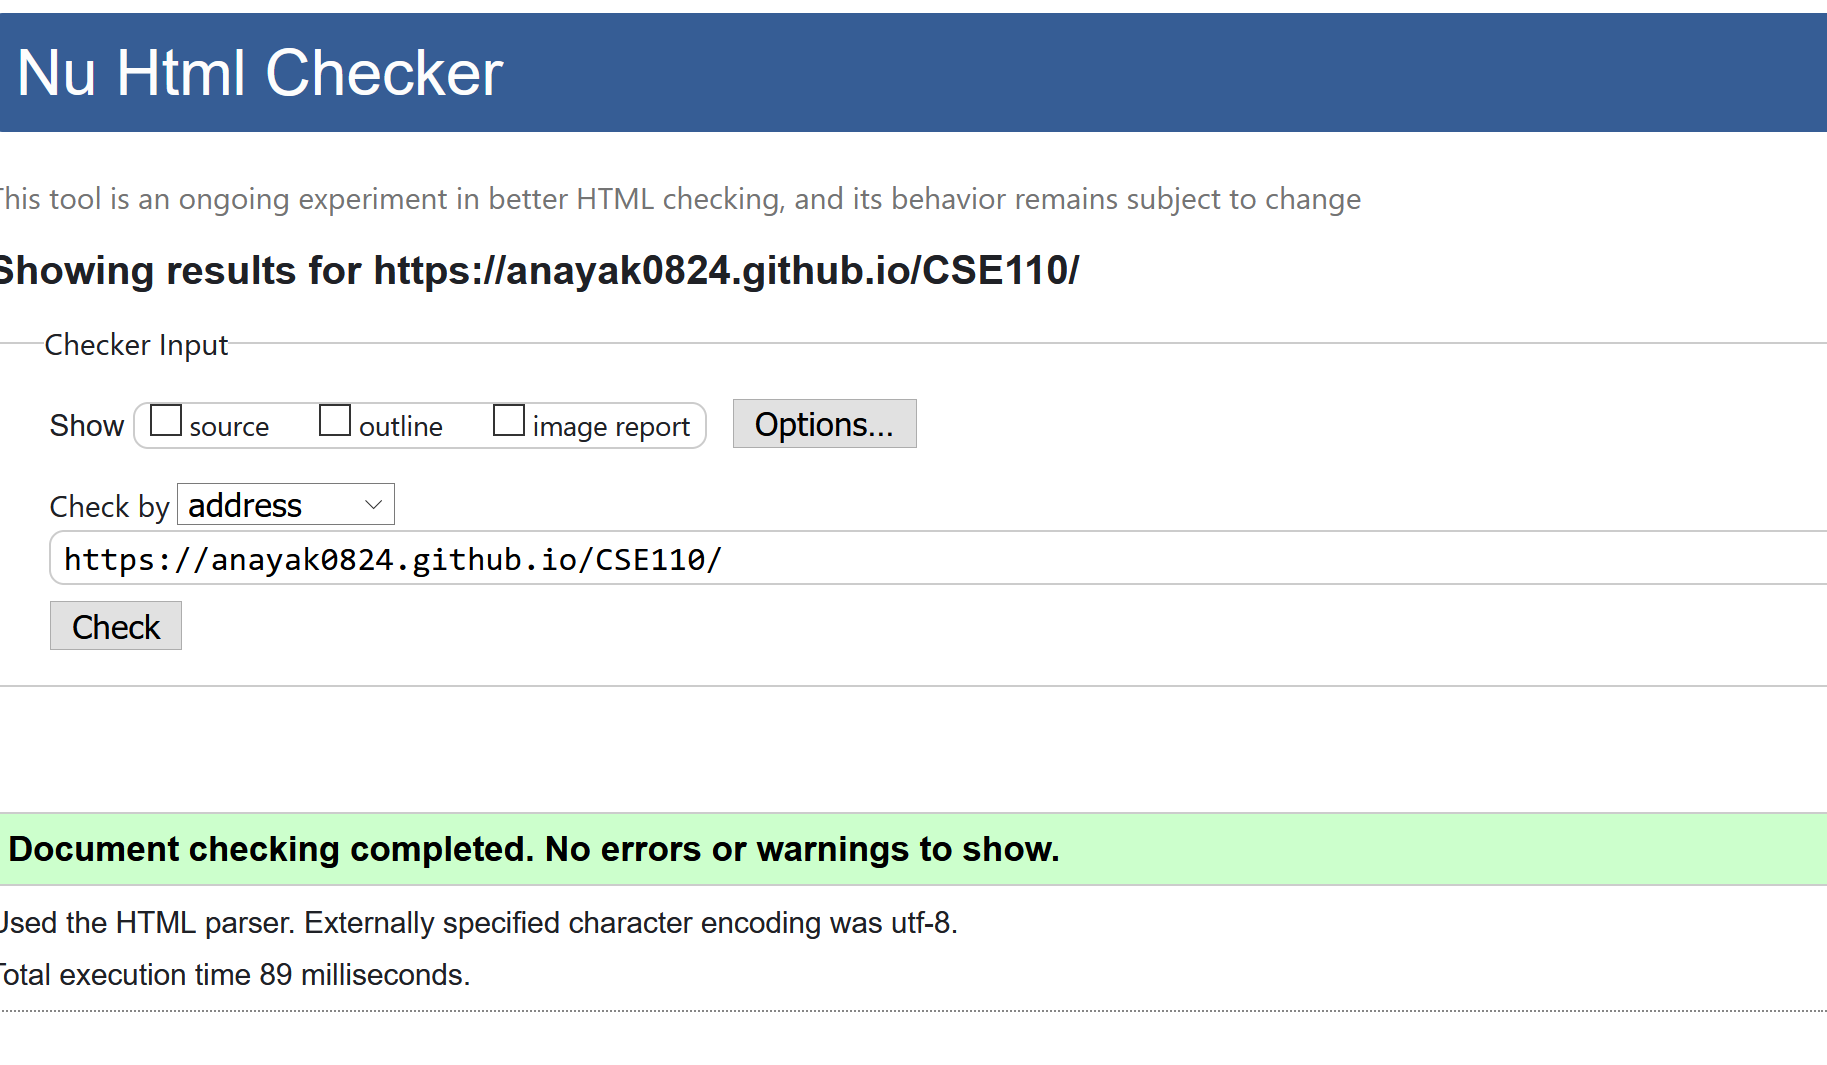 Nu Html Checker
This tool is an ongoing experiment in better HTML checking, and its behavior remains subject to change
Showing results for https://anayak0824.github.io/CSE110/
Checker Input
Show source outline image report Options...
Check by address
https://anayak0824.github.io/CSE110/
Check
Document checking completed. No errors or warnings to show.
Used the HTML parser. Externally specified character encoding was utf-8.
Total execution time 89 milliseconds.